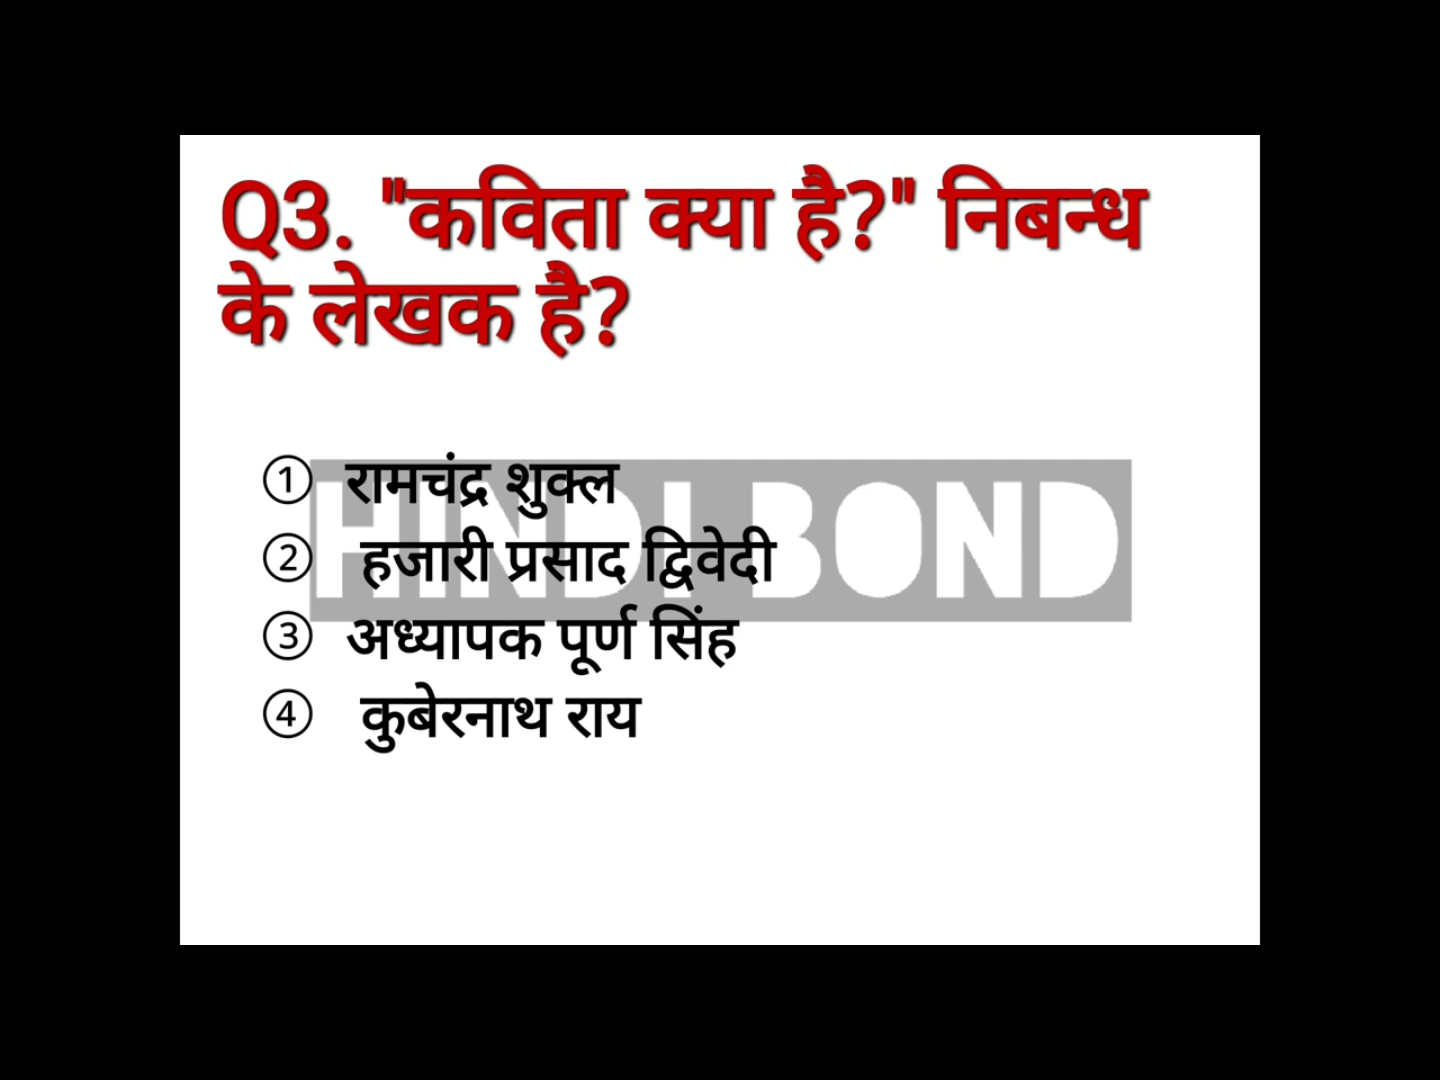 Q3. "कविता क्या है?" निबन्ध
के लेखक है?
① रामचंद्र शुक्ल
② हजारी प्रसाद द्विवेदी
③ अध्यापक पूर्ण सिंह
④ कुबेरनाथ राय
HINDI BOND